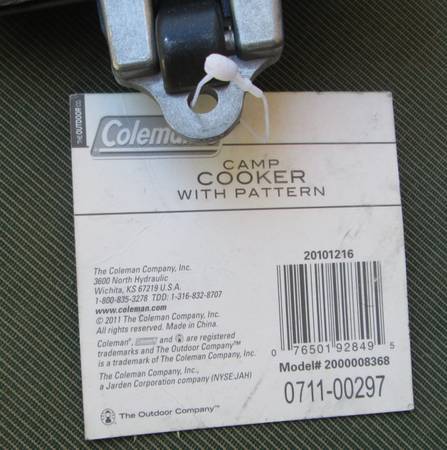 THE OUTDOOR CO.
Coleman
CAMP
COOKER
WITH PATTERN
The Coleman Company, Inc.
3600 North Hydraulic
Wichita, KS 67219 U.S.A.
1-800-835-3278 TDD: 1-316-832-8707
www.coleman.com
© 2011 The Coleman Company, Inc.
All rights reserved. Made in China.
Coleman®, Coleman and are registered
trademarks and The Outdoor Company™
is a trademark of The Coleman Company, Inc.
The Coleman Company, Inc.,
a Jarden Corporation company (NYSE:JAH)
The Outdoor Company™
20101216
0 76501 92849 5
Model# 2000008368
0711-00297